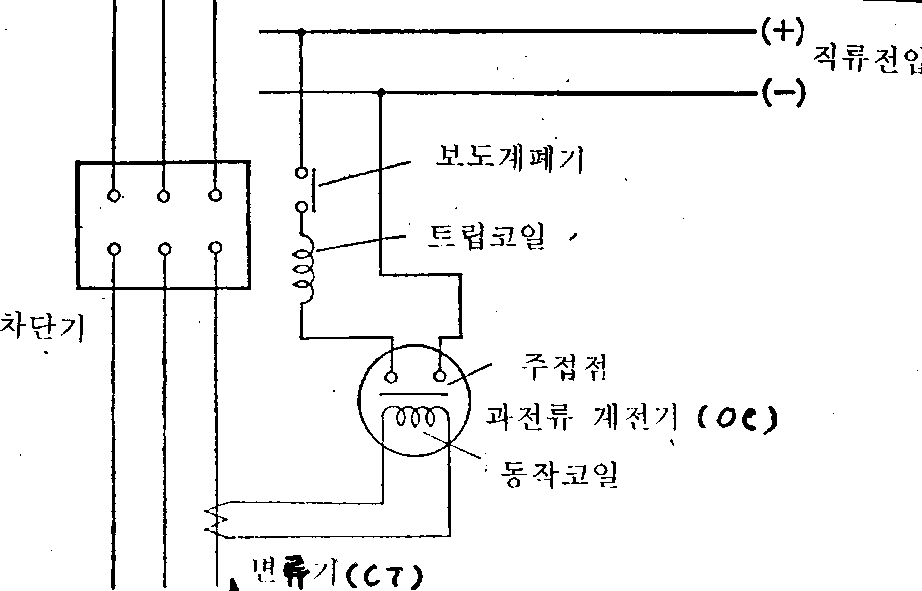 (+)
직류전압
(-)
보도계폐기
트립코일
차단기
주접점
과전류 계전기 (OC)
동작코일
변류기(CT)